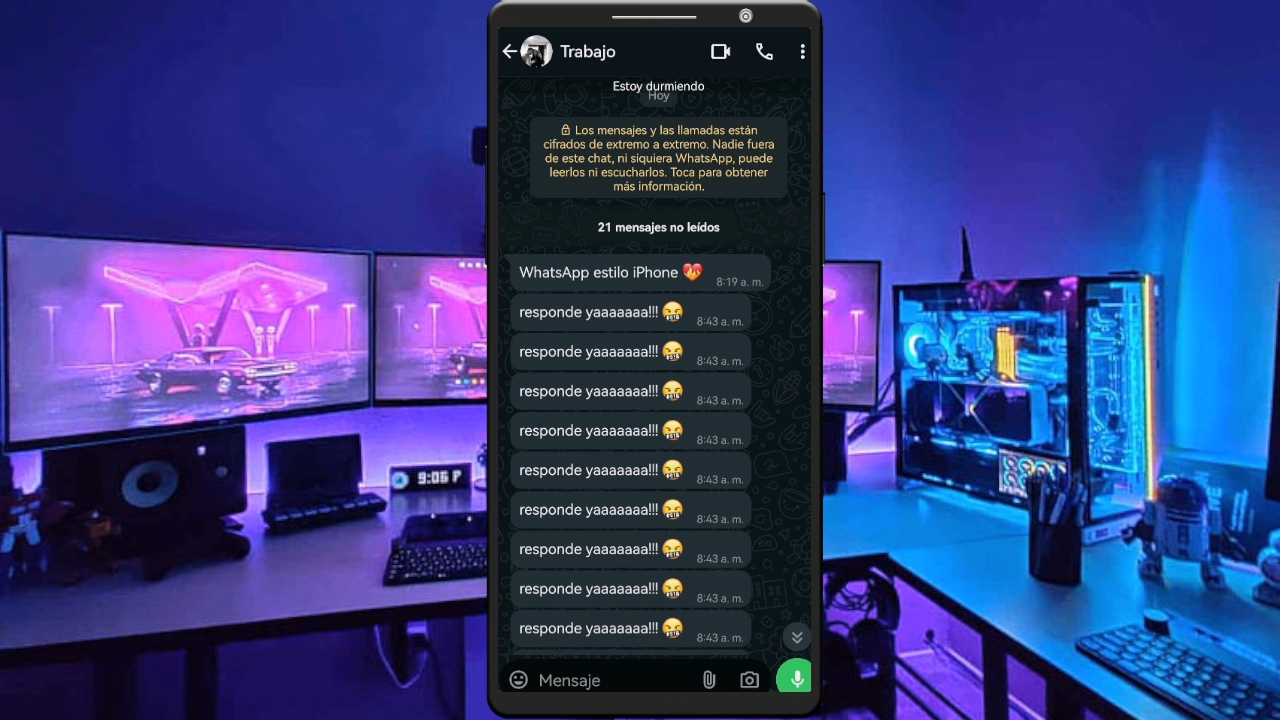 Trabajo
Estoy durmiendo
Hoy
Los mensajes y las llamadas están
cifrados de extremo a extremo. Nadie fuera
de este chat, ni siquiera WhatsApp, puede
leerlos ni escucharlos. Toca para obtener
más información.
21 mensajes no leídos
WhatsApp estilo iPhone 💝
8:19 a. m.
responde yaaaaaaa!!! 🤬
8:43 a. m.
responde yaaaaaaa!!! 🤬
8:43 a. m.
responde yaaaaaaa!!! 🤬
8:43 a. m.
responde yaaaaaaa!!! 🤬
8:43 a. m.
responde yaaaaaaa!!! 🤬
8:43 a. m.
responde yaaaaaaa!!! 🤬
8:43 a. m.
responde yaaaaaaa!!! 🤬
8:43 a. m.
responde yaaaaaaa!!! 🤬
8:43 a. m.
responde yaaaaaaa!!! 🤬
8:43 a. m.
Mensaje
9:06 P